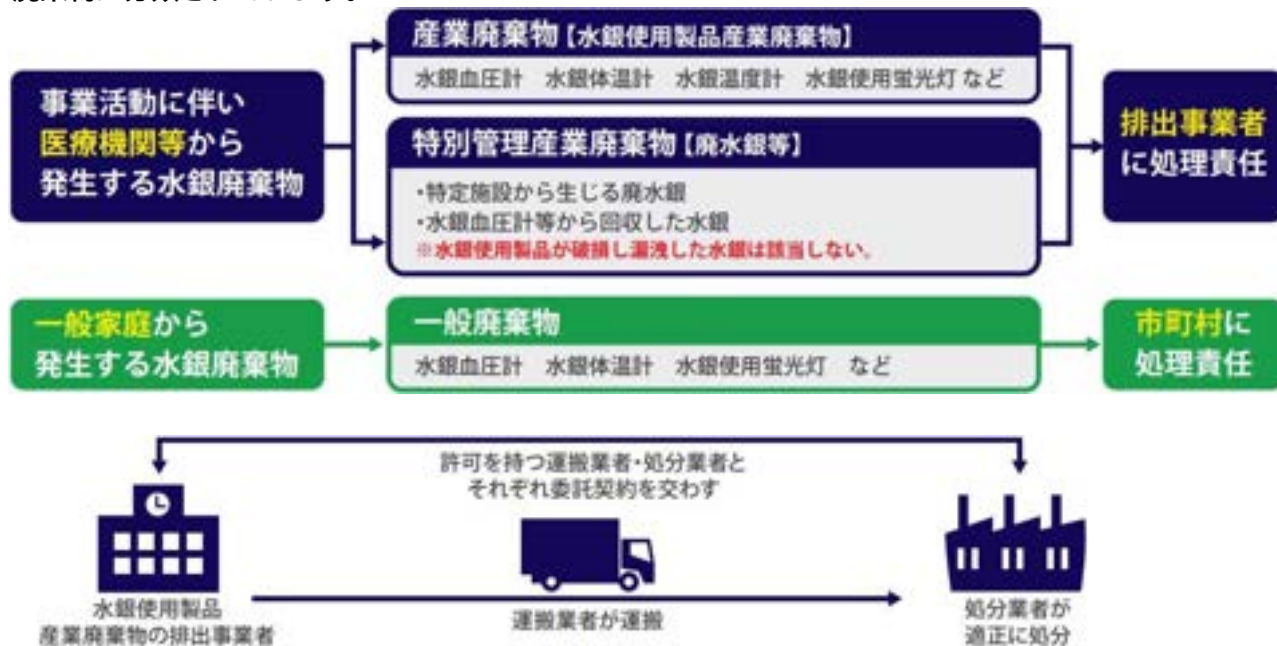 産業廃棄物【水銀使用製品産業廃棄物】
水銀血圧計 水銀体温計 水銀温度計 水銀使用蛍光灯 など
事業活動に伴い
医療機関等から
発生する水銀廃棄物
特別管理産業廃棄物【廃水銀等】
・特定施設から生じる廃水銀
・水銀血圧計等から回収した水銀
※水銀使用製品が破損し漏洩した水銀は該当しない。
排出事業者
に処理責任
一般家庭から
発生する水銀廃棄物
一般廃棄物
水銀血圧計 水銀体温計 水銀使用蛍光灯 など
市町村に
処理責任
許可を持つ運搬業者・処分業者と
それぞれ委託契約を交わす
水銀使用製品
産業廃棄物の排出事業者
運搬業者が運搬
処分業者が
適正に処分